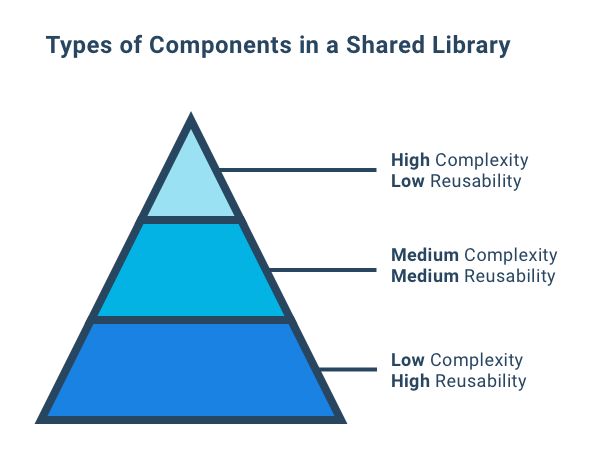 Types of Components in a Shared Library
High Complexity
Low Reusability
Medium Complexity
Medium Reusability
Low Complexity
High Reusability